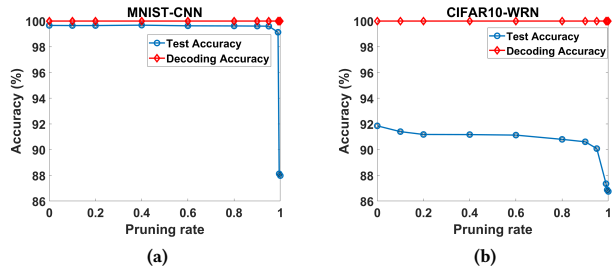 MNIST-CNN
100
98
96
94
92
90
88
86
Accuracy (%)
0
0.2
0.4
0.6
0.8
1
Pruning rate
Test Accuracy
Decoding Accuracy
(a)
CIFAR10-WRN
100
98
96
94
92
90
88
86
Accuracy (%)
0
0.2
0.4
0.6
0.8
1
Pruning rate
Test Accuracy
Decoding Accuracy
(b)